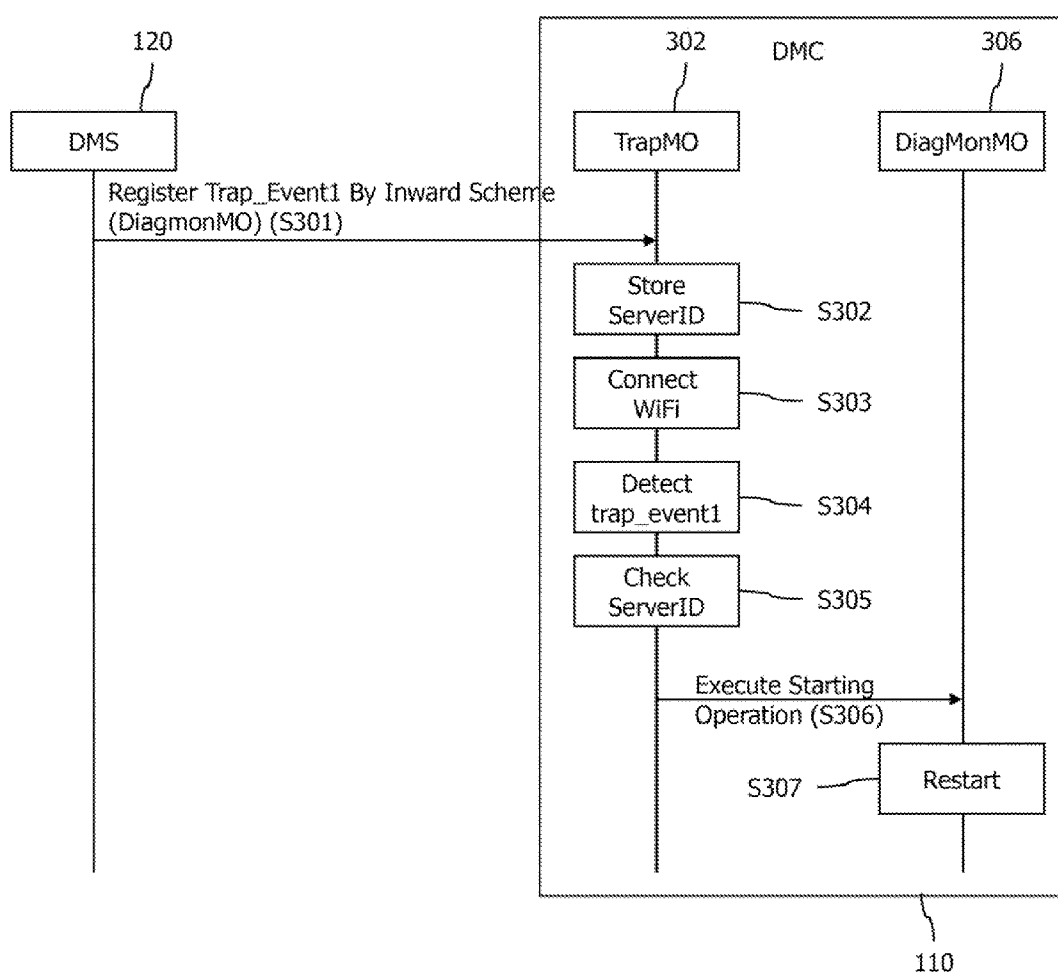 120
302
306
DMC
DMS
TrapMO
DiagMonMO
Register Trap_Event1 By Inward Scheme
(DiagmonMO) (S301)
Store
ServerID
S302
Connect
WiFi
S303
Detect
trap_event1
S304
Check
ServerID
S305
Execute Starting
Operation (S306)
S307
Restart
110